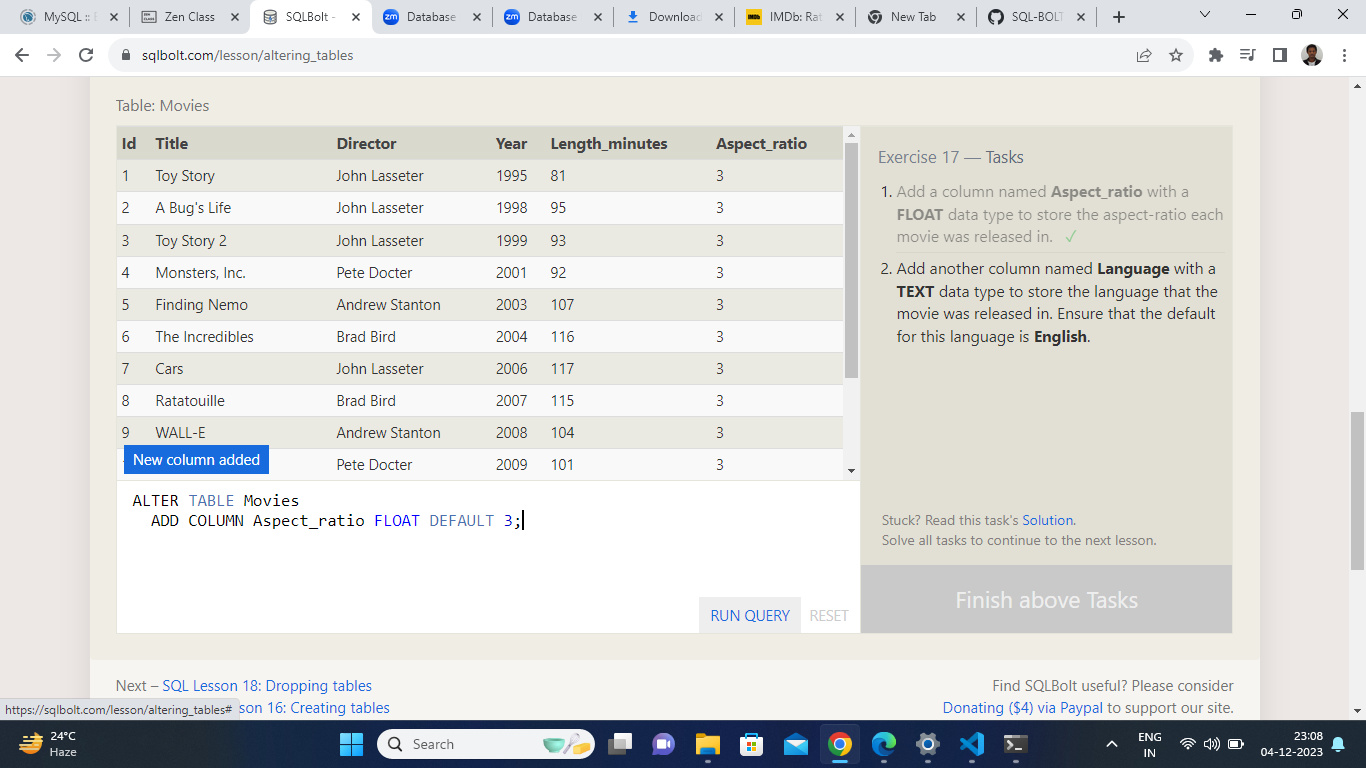 MySQL :: E
Zen Class
SQLBolt -
Database
Database
Download
IMDb: Rat
New Tab
SQL-BOLT
sqlbolt.com/lesson/altering_tables
Table: Movies
Id Title Director Year Length_minutes Aspect_ratio
1 Toy Story John Lasseter 1995 81 3
2 A Bug's Life John Lasseter 1998 95 3
3 Toy Story 2 John Lasseter 1999 93 3
4 Monsters, Inc. Pete Docter 2001 92 3
5 Finding Nemo Andrew Stanton 2003 107 3
6 The Incredibles Brad Bird 2004 116 3
7 Cars John Lasseter 2006 117 3
8 Ratatouille Brad Bird 2007 115 3
9 WALL-E Andrew Stanton 2008 104 3
Pete Docter 2009 101 3
New column added
ALTER TABLE Movies
ADD COLUMN Aspect_ratio FLOAT DEFAULT 3;
RUN QUERY RESET
Exercise 17 — Tasks
1. Add a column named Aspect_ratio with a
FLOAT data type to store the aspect-ratio each
movie was released in. ✓
2. Add another column named Language with a
TEXT data type to store the language that the
movie was released in. Ensure that the default
for this language is English.
Stuck? Read this task's Solution.
Solve all tasks to continue to the next lesson.
Finish above Tasks
Next – SQL Lesson 18: Dropping tables
son 16: Creating tables
Find SQLBolt useful? Please consider
Donating ($4) via Paypal to support our site.
https://sqlbolt.com/lesson/altering_tables#
24°C
Haze
Search
zm
zm
IMDb
ENG
IN
23:08
04-12-2023